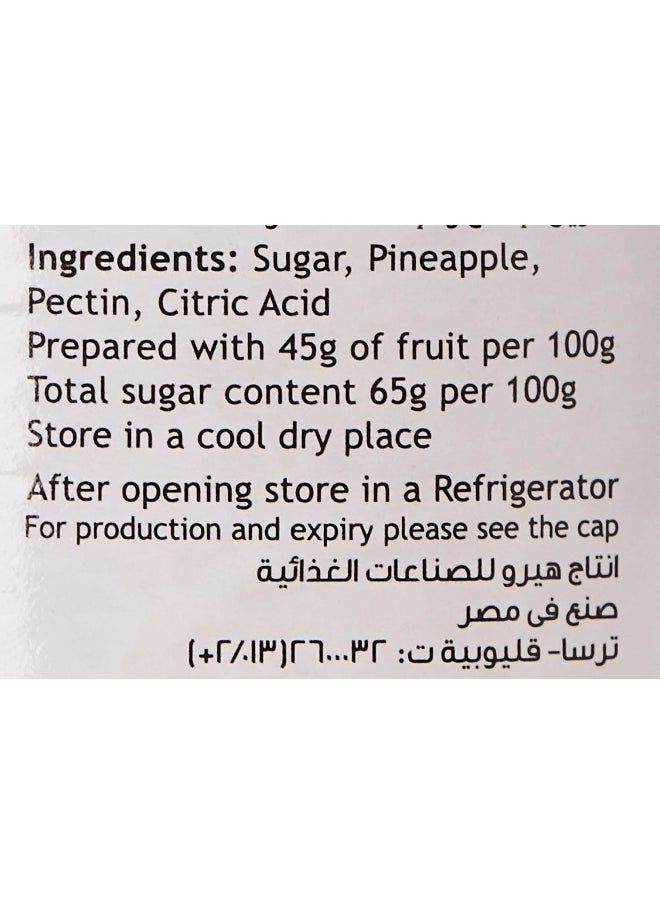 Ingredients: Sugar, Pineapple,
Pectin, Citric Acid
Prepared with 45g of fruit per 100g
Total sugar content 65g per 100g
Store in a cool dry place
After opening store in a Refrigerator
For production and expiry please see the cap
انتاج هيرو للصناعات الغذائية
صنع فى مصر
ترسا- قليوبية ت: ٣٢...٢٦(١٣/٢+)